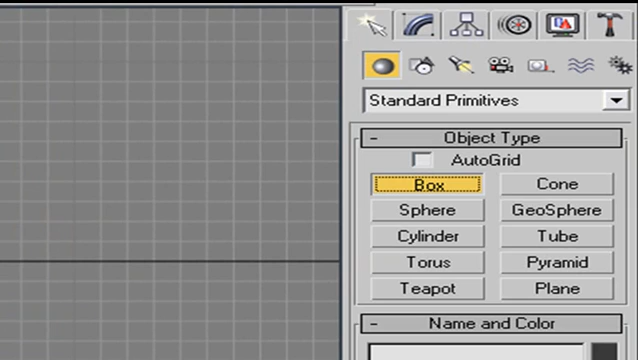 Standard Primitives
- Object Type
AutoGrid
Box Cone
Sphere GeoSphere
Cylinder Tube
Torus Pyramid
Teapot Plane
- Name and Color